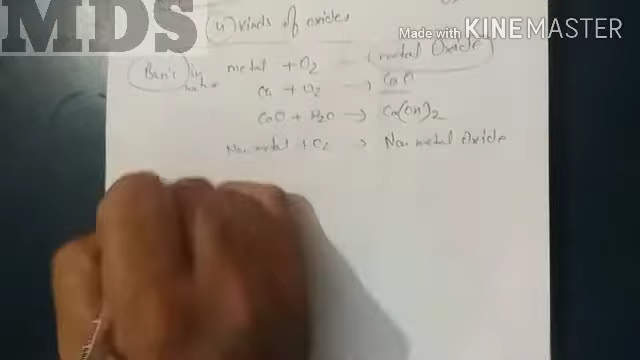 MDS
Made with KINEMASTER
(4) kinds of oxides
Basic in metal + O2 (metal Oxide)
nature Ca + O2 → CaO
CaO + H2O → Ca(OH)2
Non metal + O2 → Non metal Oxide